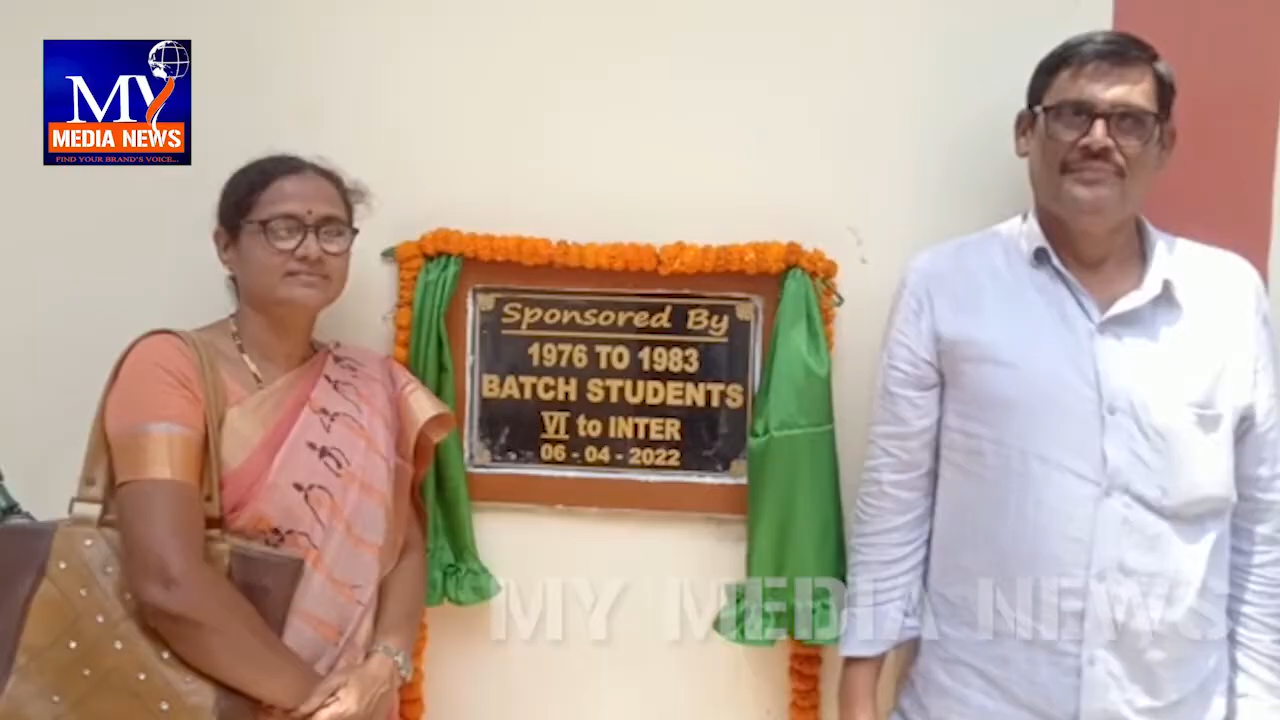 MY
MEDIA NEWS
FIND YOUR BRAND'S VOICE...
Sponsored By
1976 TO 1983
BATCH STUDENTS
VI to INTER
06 - 04 - 2022
MY MEDIA NEWS